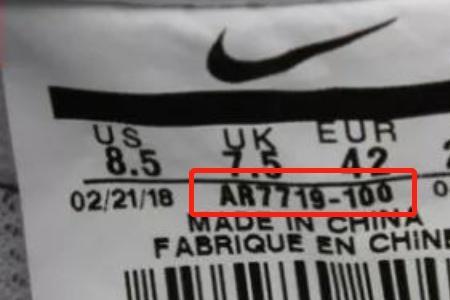 US UK EUR
8.5 7.5 42
02/21/18 AR7719-100
MADE IN CHINA
FABRIQUE EN CHINE